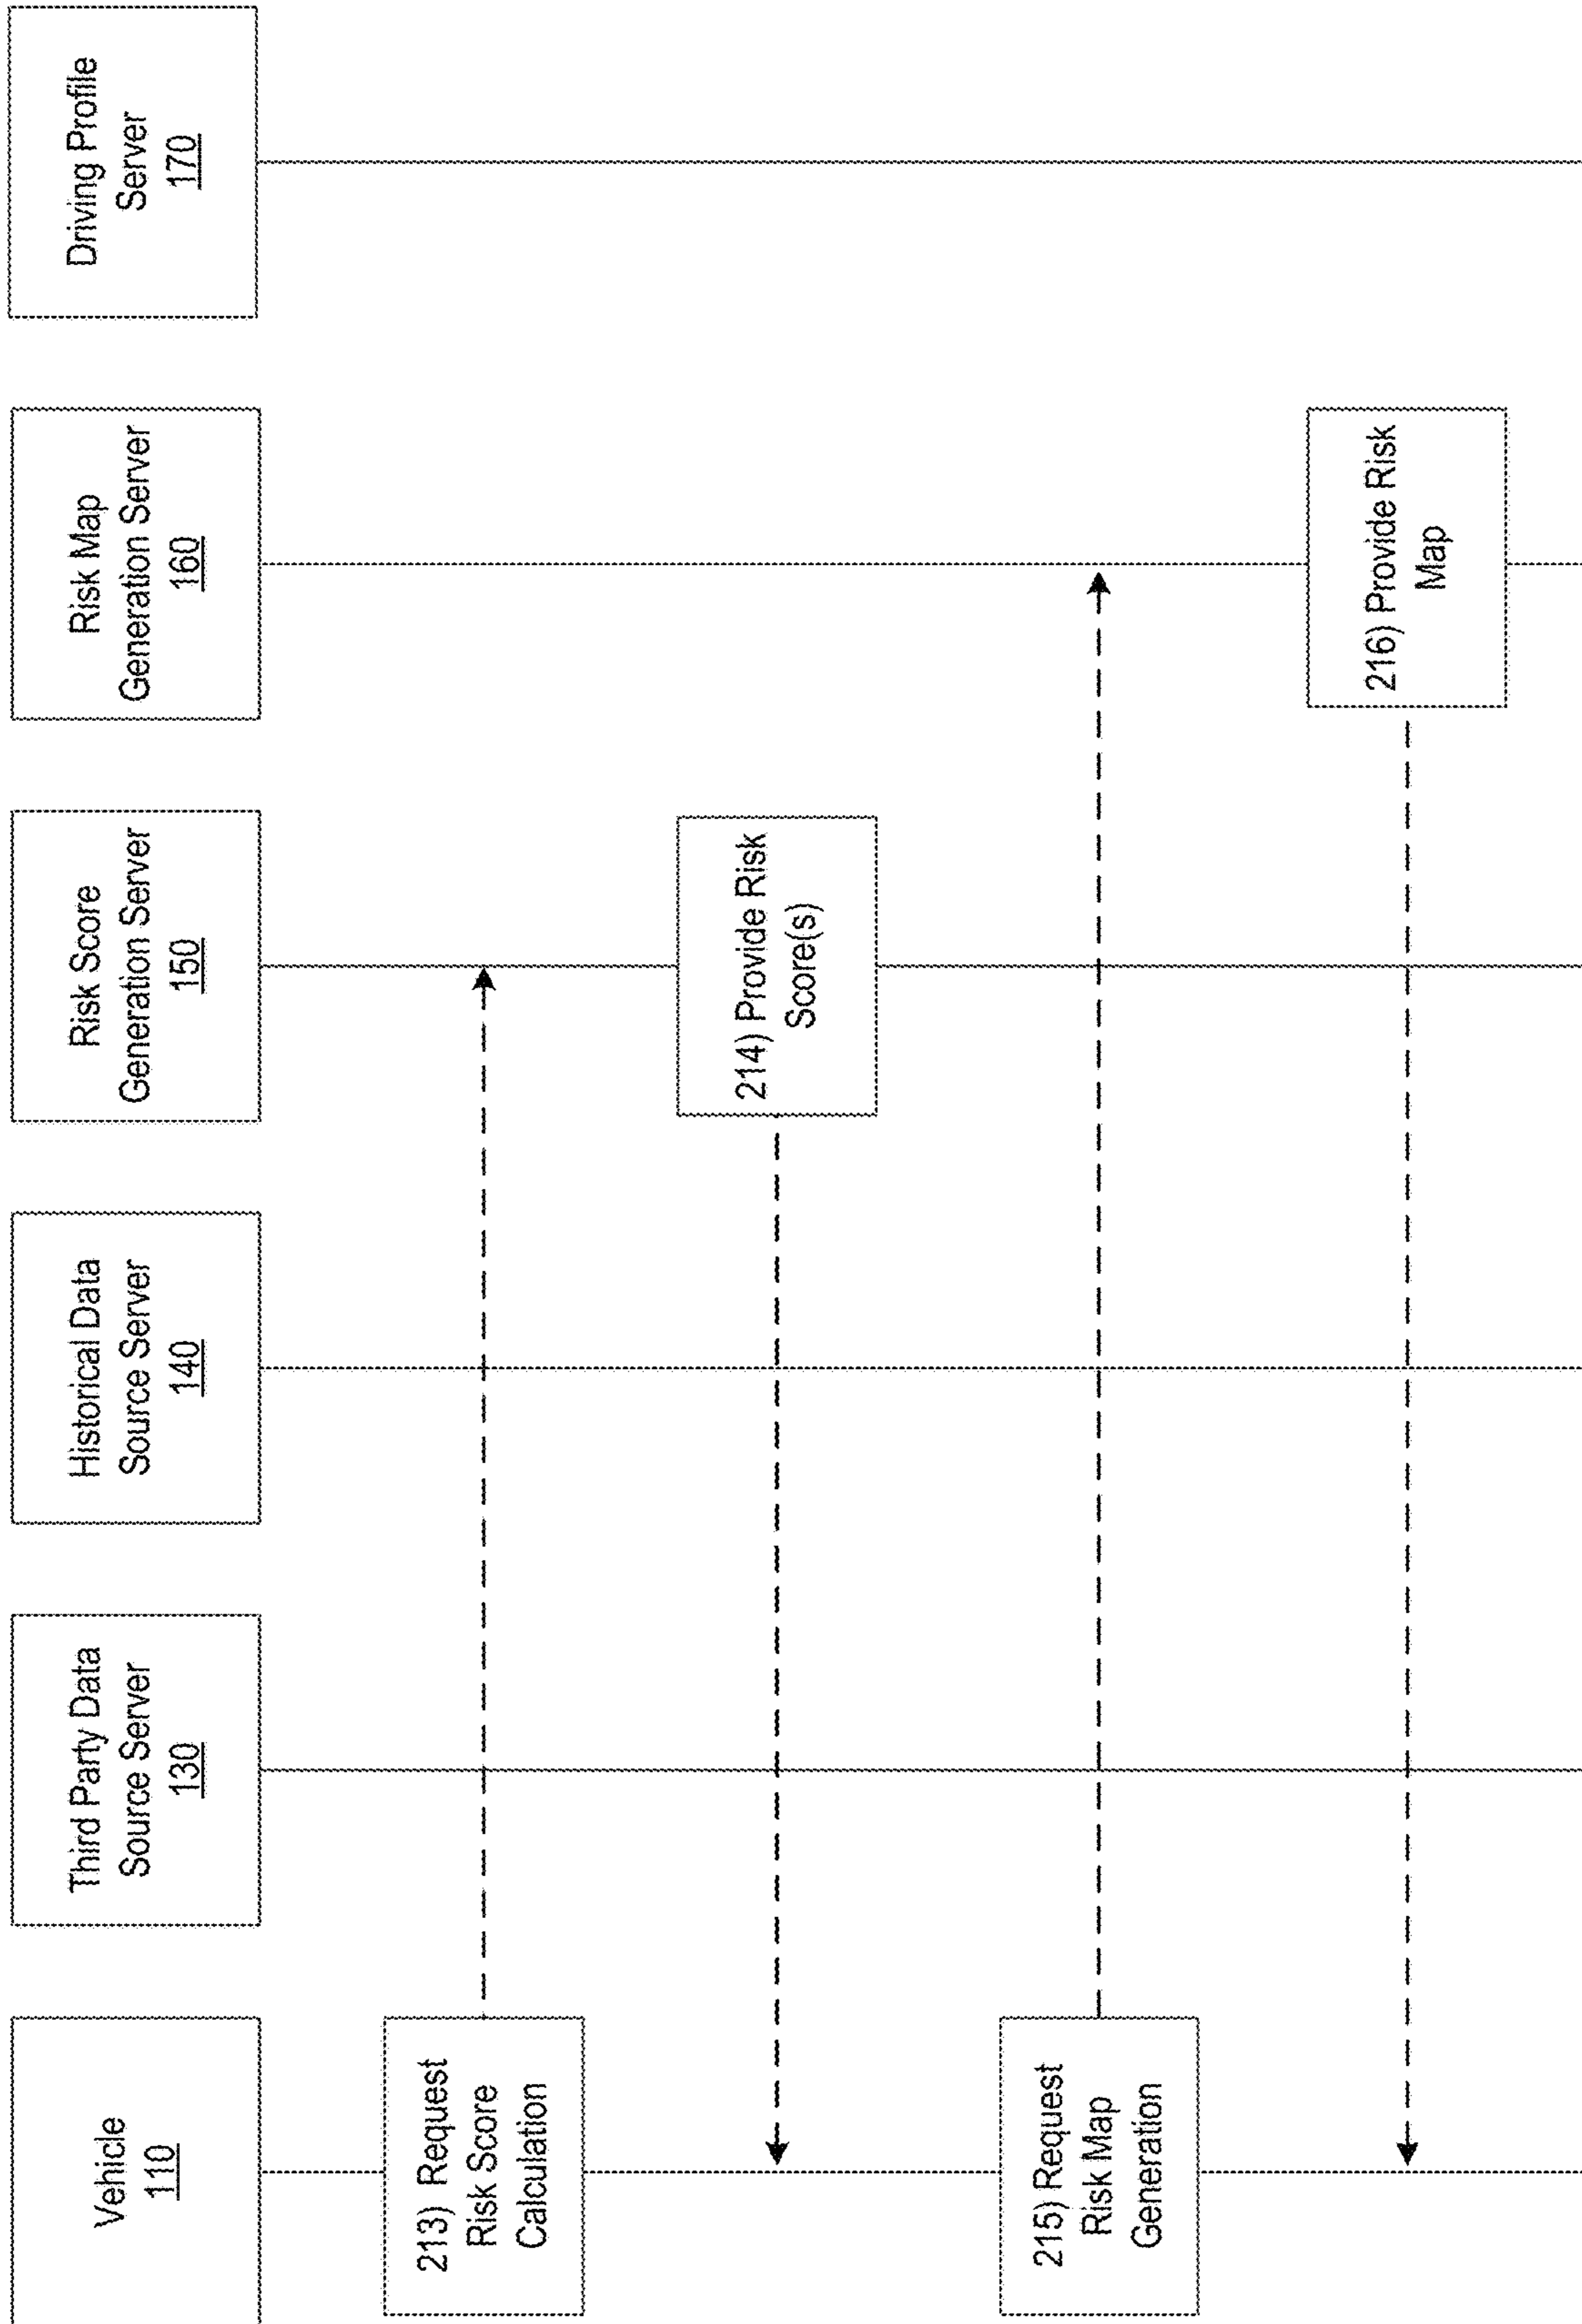 Vehicle
110
Third Party Data
Source Server
130
Historical Data
Source Server
140
Risk Score
Generation Server
150
Risk Map
Generation Server
160
Driving Profile
Server
170
213) Request
Risk Score
Calculation
214) Provide Risk
Score(s)
215) Request
Risk Map
Generation
216) Provide Risk
Map